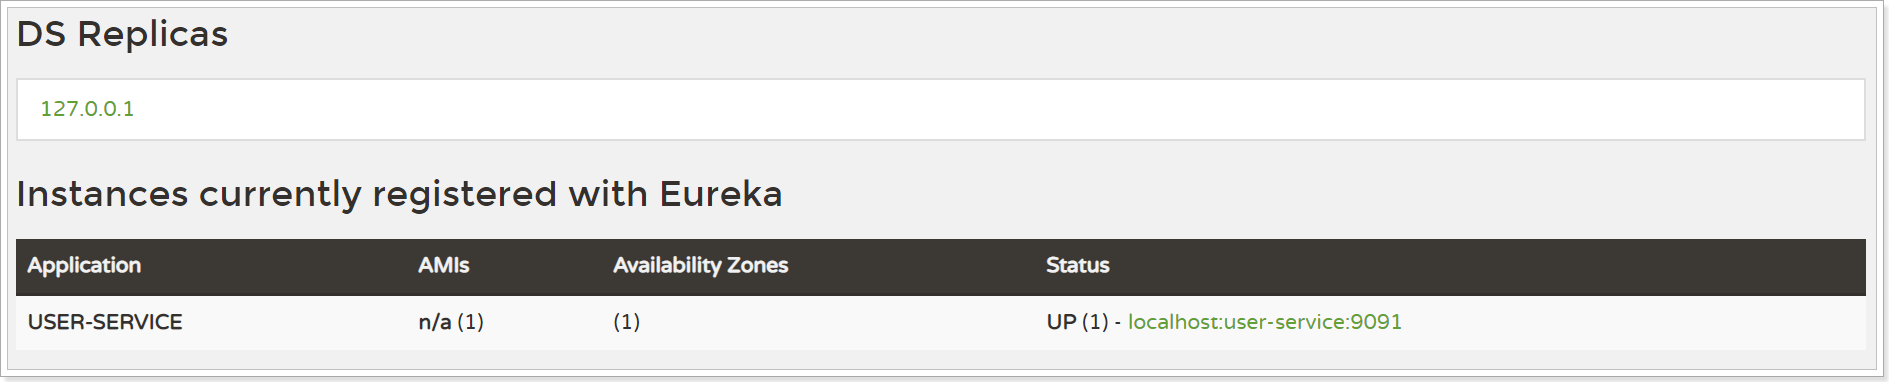 DS Replicas
127.0.0.1
Instances currently registered with Eureka
Application AMIs Availability Zones Status
USER-SERVICE n/a (1) (1) UP (1) - localhost:user-service:9091